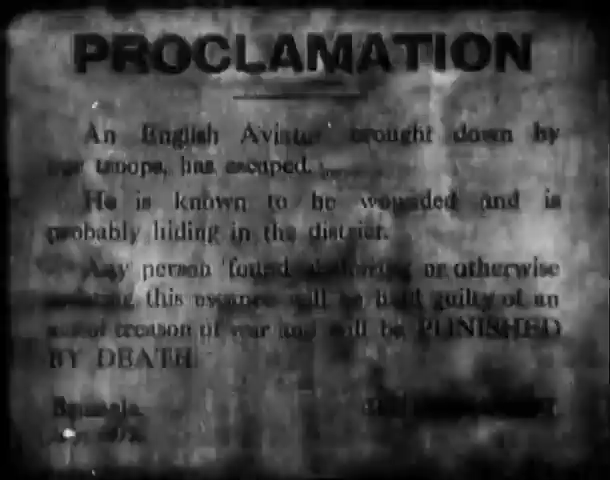 PROCLAMATION
An English Aviator brought down by
our troops, has escaped.
He is known to be wounded and is
probably hiding in the district.
Any person found sheltering or otherwise
this escape will be held guilty of an
act of treason of war and will be PUNISHED
BY DEATH.
Brussels.